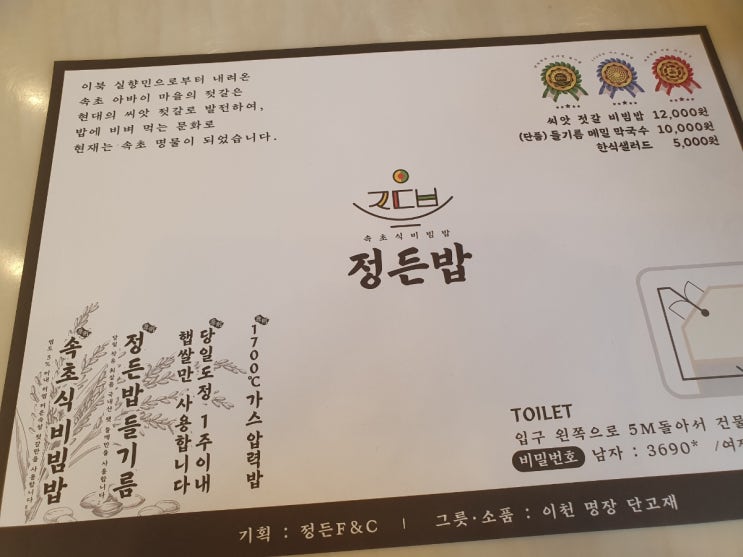 이북 실향민으로부터 내려온
속초 아바이 마을의 젓갈은
현대의 씨앗 젓갈로 발전하여,
밥에 비벼 먹는 문화로
현재는 속초 명물이 되었습니다.
씨앗 젓갈 비빔밥 12,000원
(단품) 들기름 메밀 막국수 10,000원
한식샐러드 5,000원
속초식비빔밥
정든밥
속초식비빔밥
정든밥들기름
당일도정 1주이내
햅쌀만 사용합니다
1700℃가스압력밥
TOILET
입구 왼쪽으로 5M돌아서 건물
비밀번호 남자 : 3690* /여자
기획 : 정든F&C | 그릇·소품 : 이천 명장 단고재